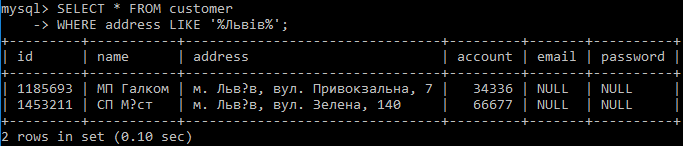 mysql> SELECT * FROM customer
    -> WHERE address LIKE '%Львів%';
+---------+-----------+---------------------------------+---------+-------+----------+
| id      | name      | address                         | account | email | password |
+---------+-----------+---------------------------------+---------+-------+----------+
| 1185693 | МП Галком | м. Льв?в, вул. Привокзальна, 7  |   34336 | NULL  | NULL     |
| 1453211 | СП М?ст   | м. Льв?в, вул. Зелена, 140      |   66677 | NULL  | NULL     |
+---------+-----------+---------------------------------+---------+-------+----------+
2 rows in set (0.10 sec)